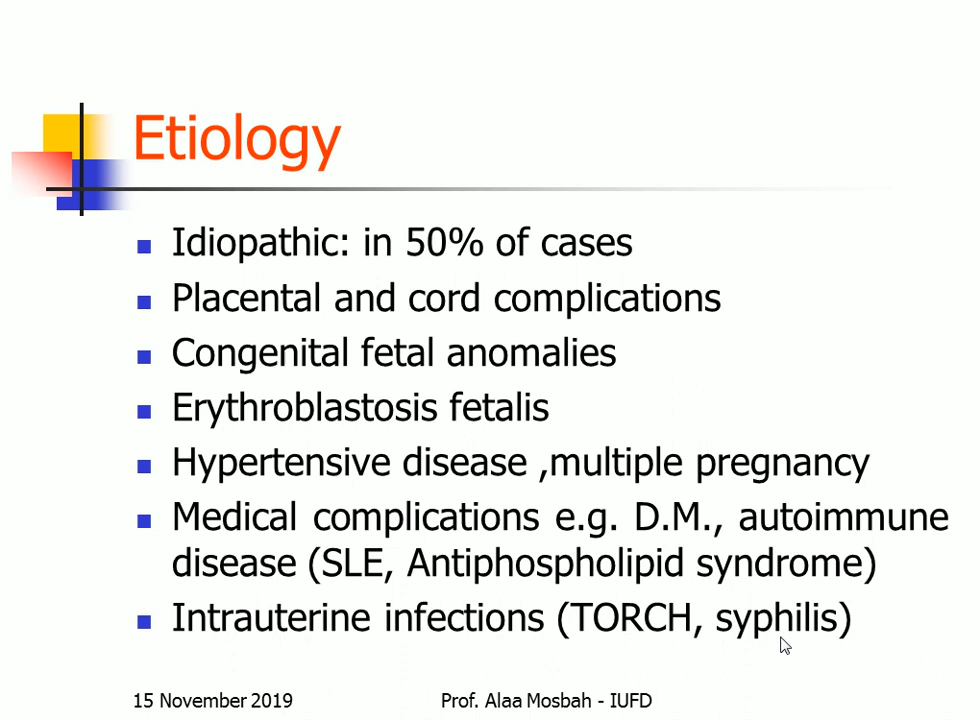 Etiology
Idiopathic: in 50% of cases
Placental and cord complications
Congenital fetal anomalies
Erythroblastosis fetalis
Hypertensive disease ,multiple pregnancy
Medical complications e.g. D.M., autoimmune
disease (SLE, Antiphospholipid syndrome)
Intrauterine infections (TORCH, syphilis)
15 November 2019
Prof. Alaa Mosbah - IUFD